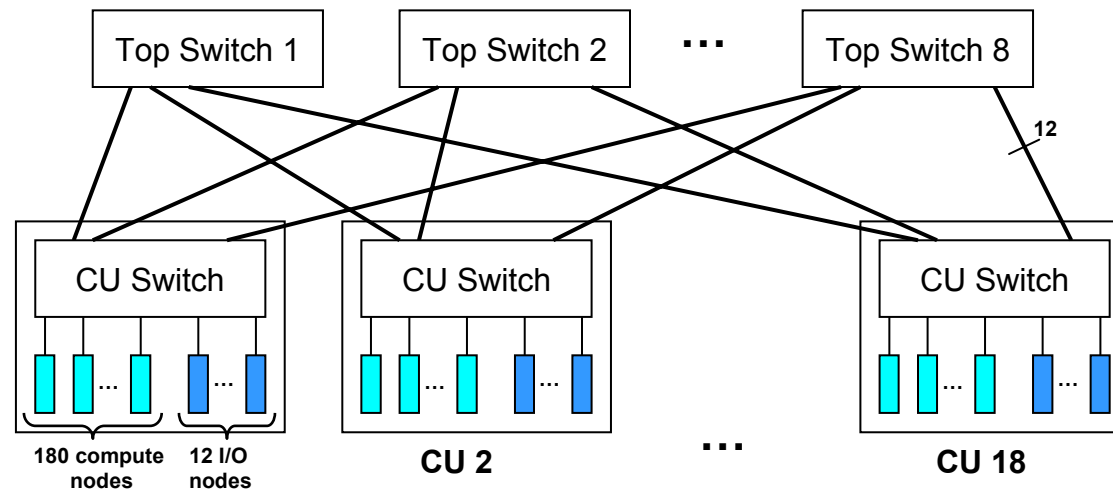 Top Switch 1
Top Switch 2
...
Top Switch 8
12
CU Switch
CU Switch
CU Switch
... ...
... ...
... ...
180 compute
nodes
12 I/O
nodes
CU 2
...
CU 18